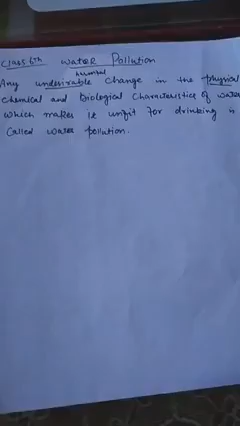 Class 6th Water Pollution
harmful
Any undesirable change in the physical
chemical and biological characteristics of water
which makes it unfit for drinking is
called water pollution.